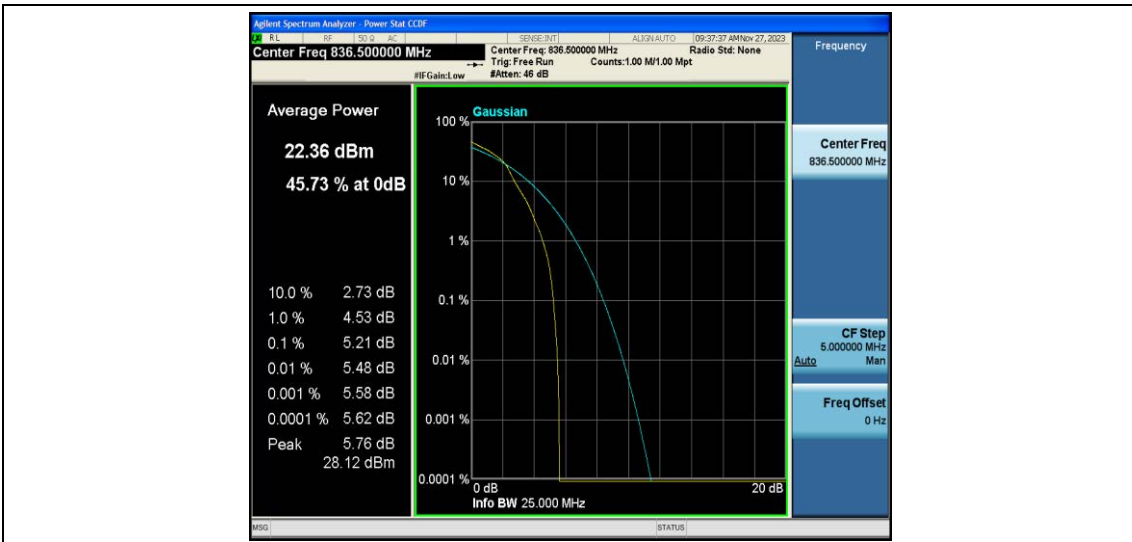 Agilent Spectrum Analyzer - Power Stat CCDF
LXI RL RF 50 Ω AC SENSE:INT ALIGN AUTO 09:37:37 AM Nov 27, 2023
Center Freq 836.500000 MHz
Center Freq: 836.500000 MHz Radio Std: None
Trig: Free Run Counts:1.00 M/1.00 Mpt
#IFGain:Low #Atten: 46 dB
Frequency
Average Power
22.36 dBm
45.73 % at 0dB
10.0 % 2.73 dB
1.0 % 4.53 dB
0.1 % 5.21 dB
0.01 % 5.48 dB
0.001 % 5.58 dB
0.0001 % 5.62 dB
Peak 5.76 dB
28.12 dBm
Gaussian
100 %
10 %
1 %
0.1 %
0.01 %
0.001 %
0.0001 %
0 dB 20 dB
Info BW 25.000 MHz
Center Freq
836.500000 MHz
CF Step
5.000000 MHz
Auto Man
Freq Offset
0 Hz
MSG STATUS